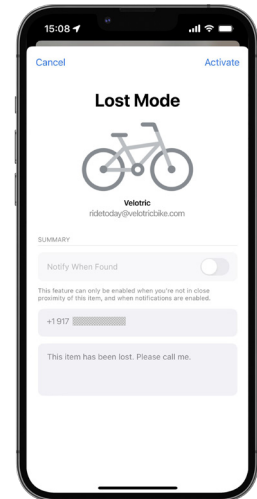 15:08
Cancel
Activate
Lost Mode
Velotric
ridetoday@velotricbike.com
SUMMARY
Notify When Found
This feature can only be enabled when you're not in close
proximity of this item, and when notifications are enabled.
+1 917
This item has been lost. Please call me.